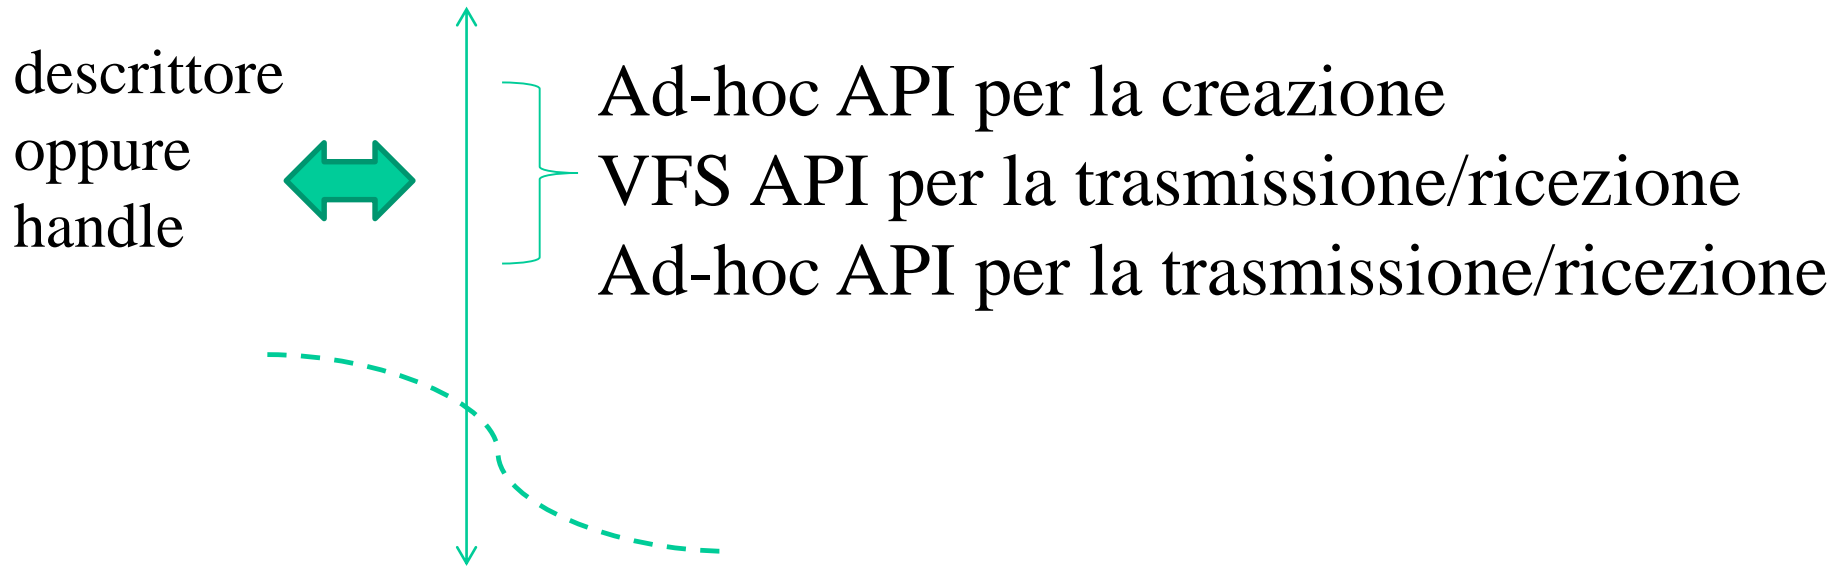 descrittore
oppure
handle
Ad-hoc API per la creazione
VFS API per la trasmissione/ricezione
Ad-hoc API per la trasmissione/ricezione